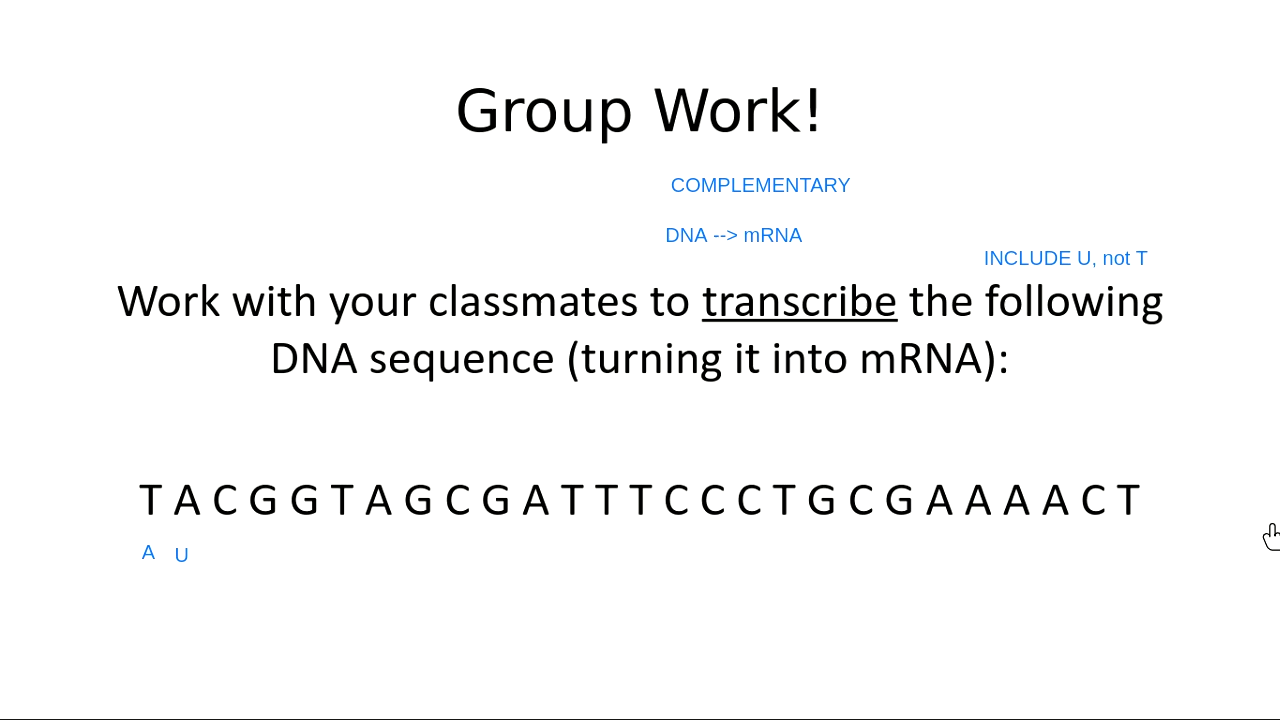 Group Work!
COMPLEMENTARY
DNA --> mRNA
INCLUDE U, not T
Work with your classmates to transcribe the following
DNA sequence (turning it into mRNA):
T A C G G T A G C G A T T T C C C T G C G A A A A C T
A U